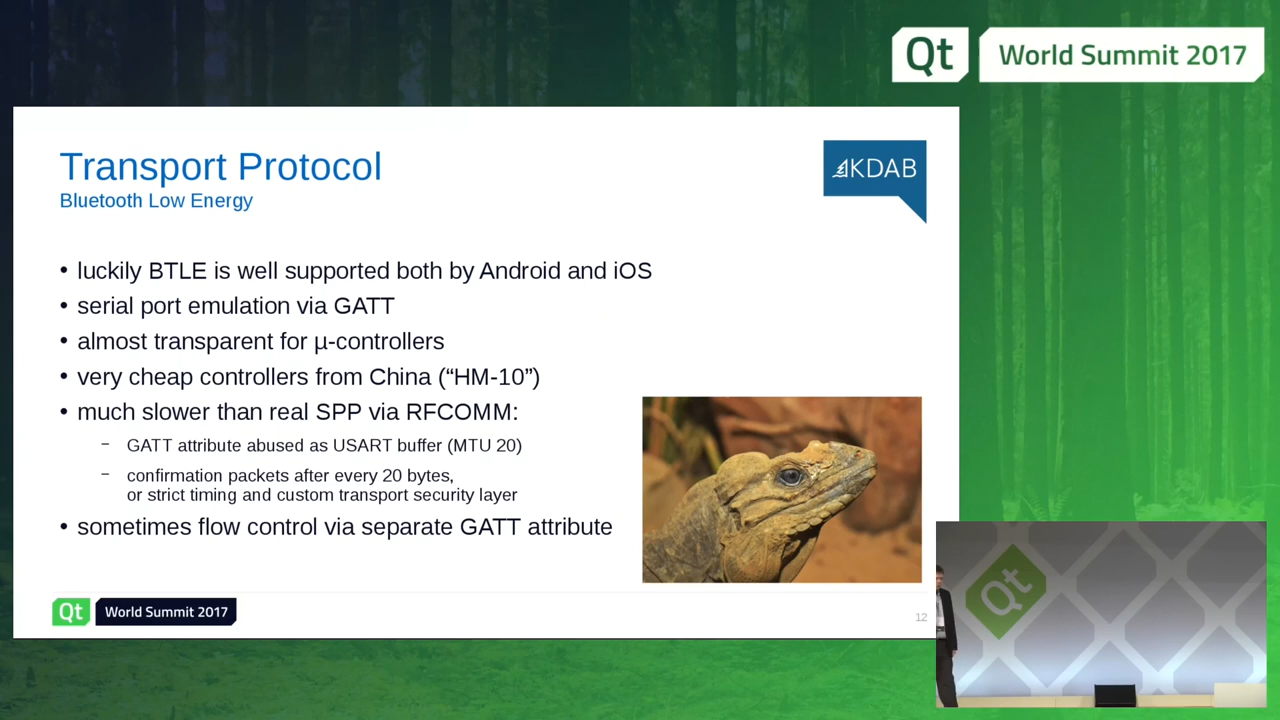 Qt World Summit 2017
Transport Protocol
KDAB
Bluetooth Low Energy
• luckily BTLE is well supported both by Android and iOS
• serial port emulation via GATT
• almost transparent for µ-controllers
• very cheap controllers from China (“HM-10”)
• much slower than real SPP via RFCOMM:
− GATT attribute abused as USART buffer (MTU 20)
− confirmation packets after every 20 bytes,
or strict timing and custom transport security layer
• sometimes flow control via separate GATT attribute
Qt World Summit 2017
12
Qt